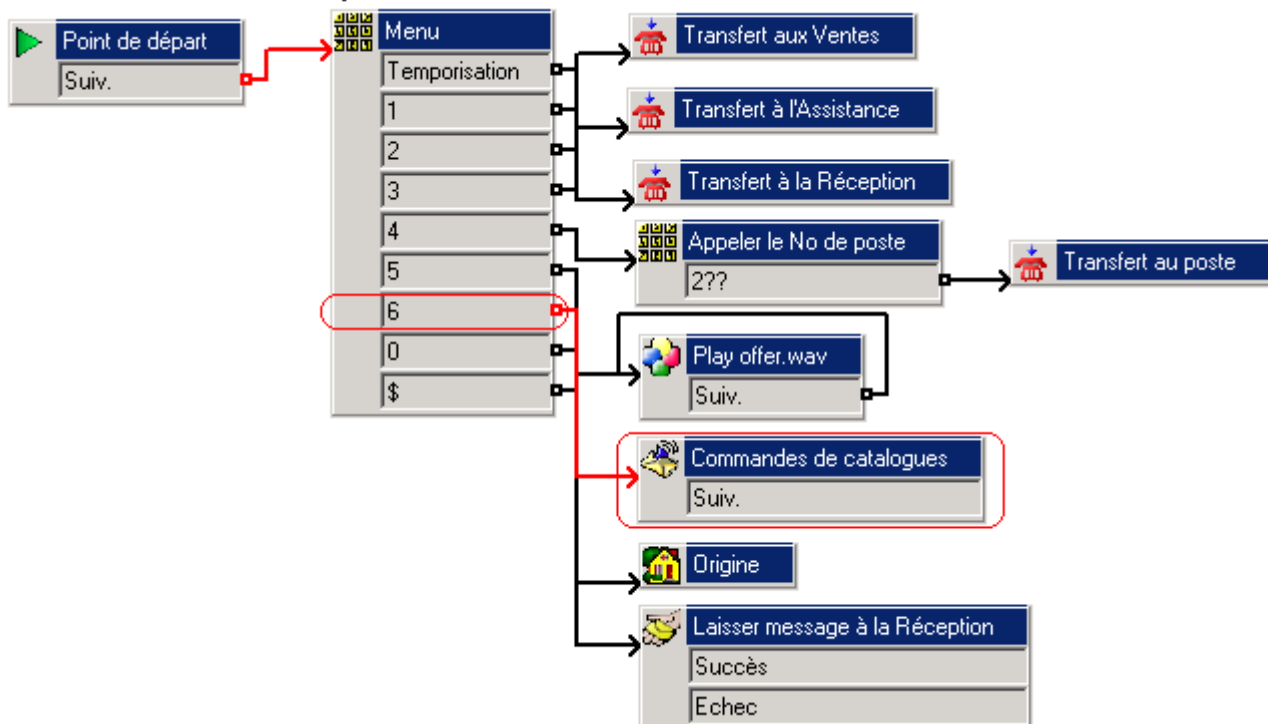 Point de départ
Suiv.
Menu
Temporisation
1
2
3
4
5
6
0
$
Transfert aux Ventes
Transfert à l'Assistance
Transfert à la Réception
Appeler le No de poste
2??
Transfert au poste
Play offer.wav
Suiv.
Commandes de catalogues
Suiv.
Origine
Laisser message à la Réception
Succès
Echec